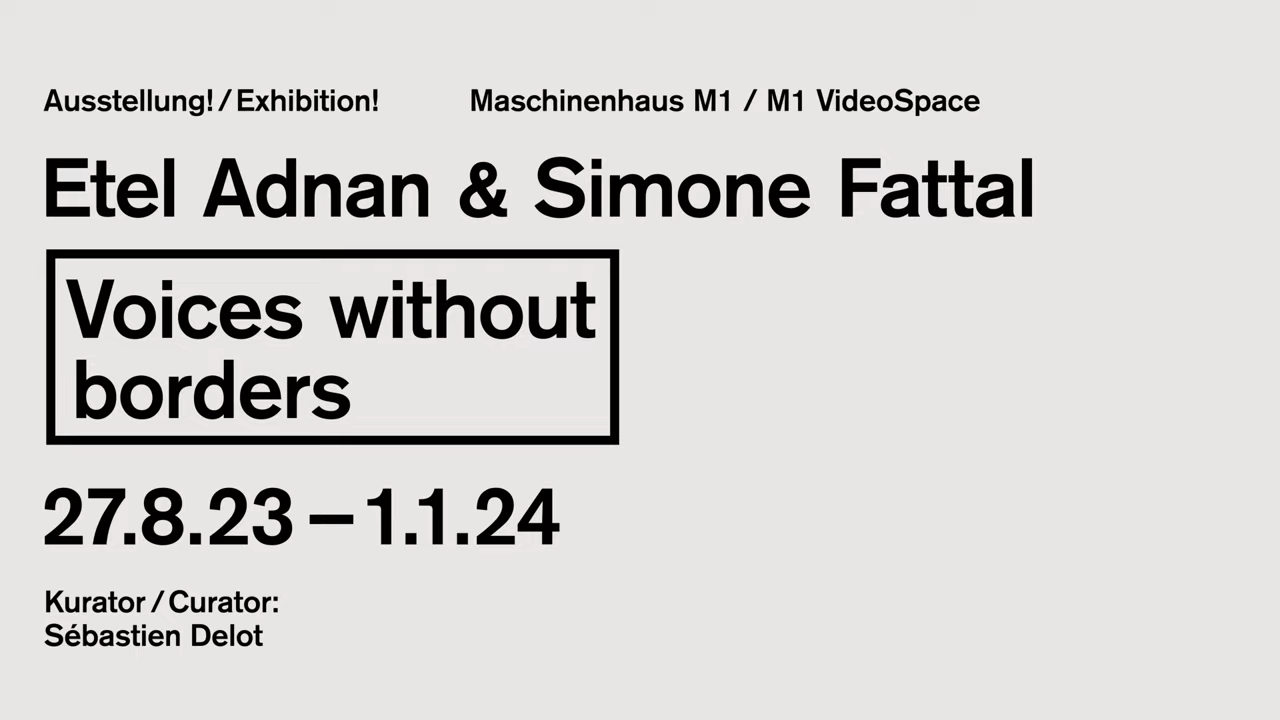 Ausstellung! / Exhibition! Maschinenhaus M1 / M1 VideoSpace
Etel Adnan & Simone Fattal
Voices without
borders
27.8.23 – 1.1.24
Kurator / Curator:
Sébastien Delot